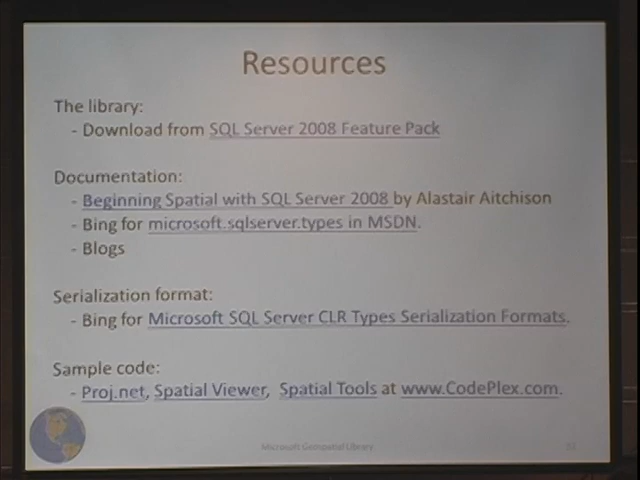 Resources
The library:
- Download from SQL Server 2008 Feature Pack
Documentation:
- Beginning Spatial with SQL Server 2008 by Alastair Aitchison
- Bing for microsoft.sqlserver.types in MSDN.
- Blogs
Serialization format:
- Bing for Microsoft SQL Server CLR Types Serialization Formats.
Sample code:
- Proj.net, Spatial Viewer, Spatial Tools at www.CodePlex.com.
Microsoft Geospatial Library